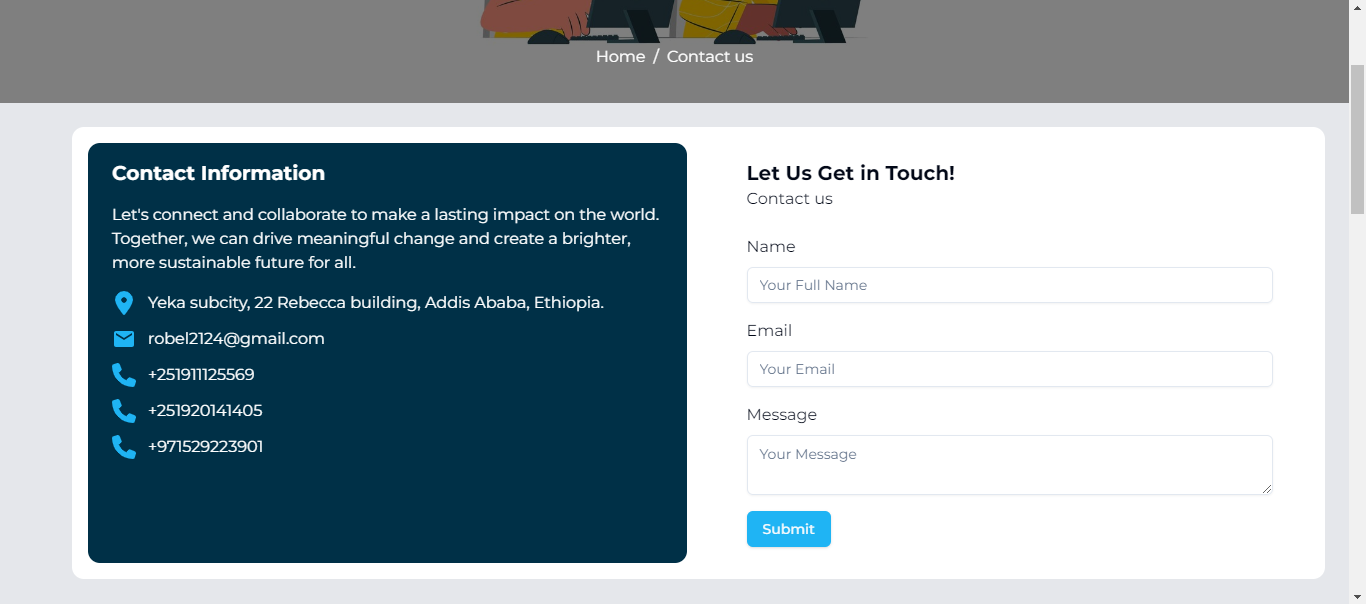 Home / Contact us
Contact Information
Let's connect and collaborate to make a lasting impact on the world.
Together, we can drive meaningful change and create a brighter,
more sustainable future for all.
Yeka subcity, 22 Rebecca building, Addis Ababa, Ethiopia.
robel2124@gmail.com
+251911125569
+251920141405
+971529223901
Let Us Get in Touch!
Contact us
Name
Your Full Name
Email
Your Email
Message
Your Message
Submit